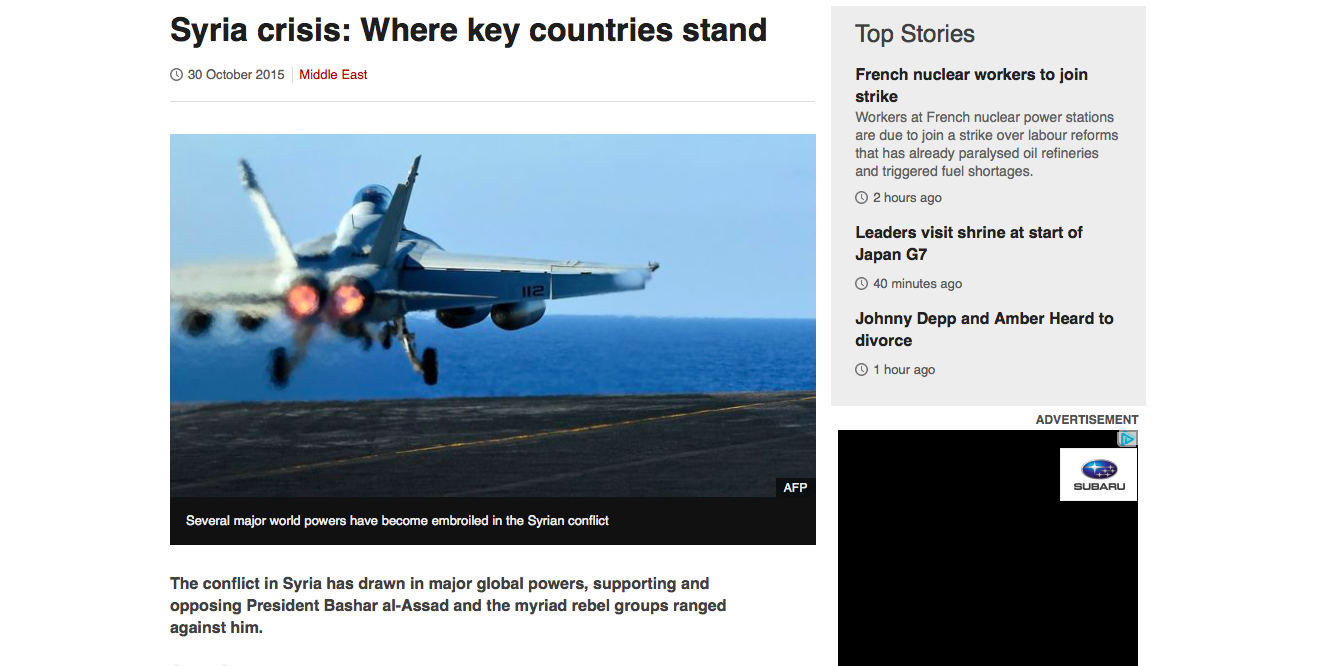 Syria crisis: Where key countries stand
30 October 2015
Middle East
112
AFP
Several major world powers have become embroiled in the Syrian conflict
The conflict in Syria has drawn in major global powers, supporting and
opposing President Bashar al-Assad and the myriad rebel groups ranged
against him.
Top Stories
French nuclear workers to join
strike
Workers at French nuclear power stations
are due to join a strike over labour reforms
that has already paralysed oil refineries
and triggered fuel shortages.
2 hours ago
Leaders visit shrine at start of
Japan G7
40 minutes ago
Johnny Depp and Amber Heard to
divorce
1 hour ago
ADVERTISEMENT
SUBARU